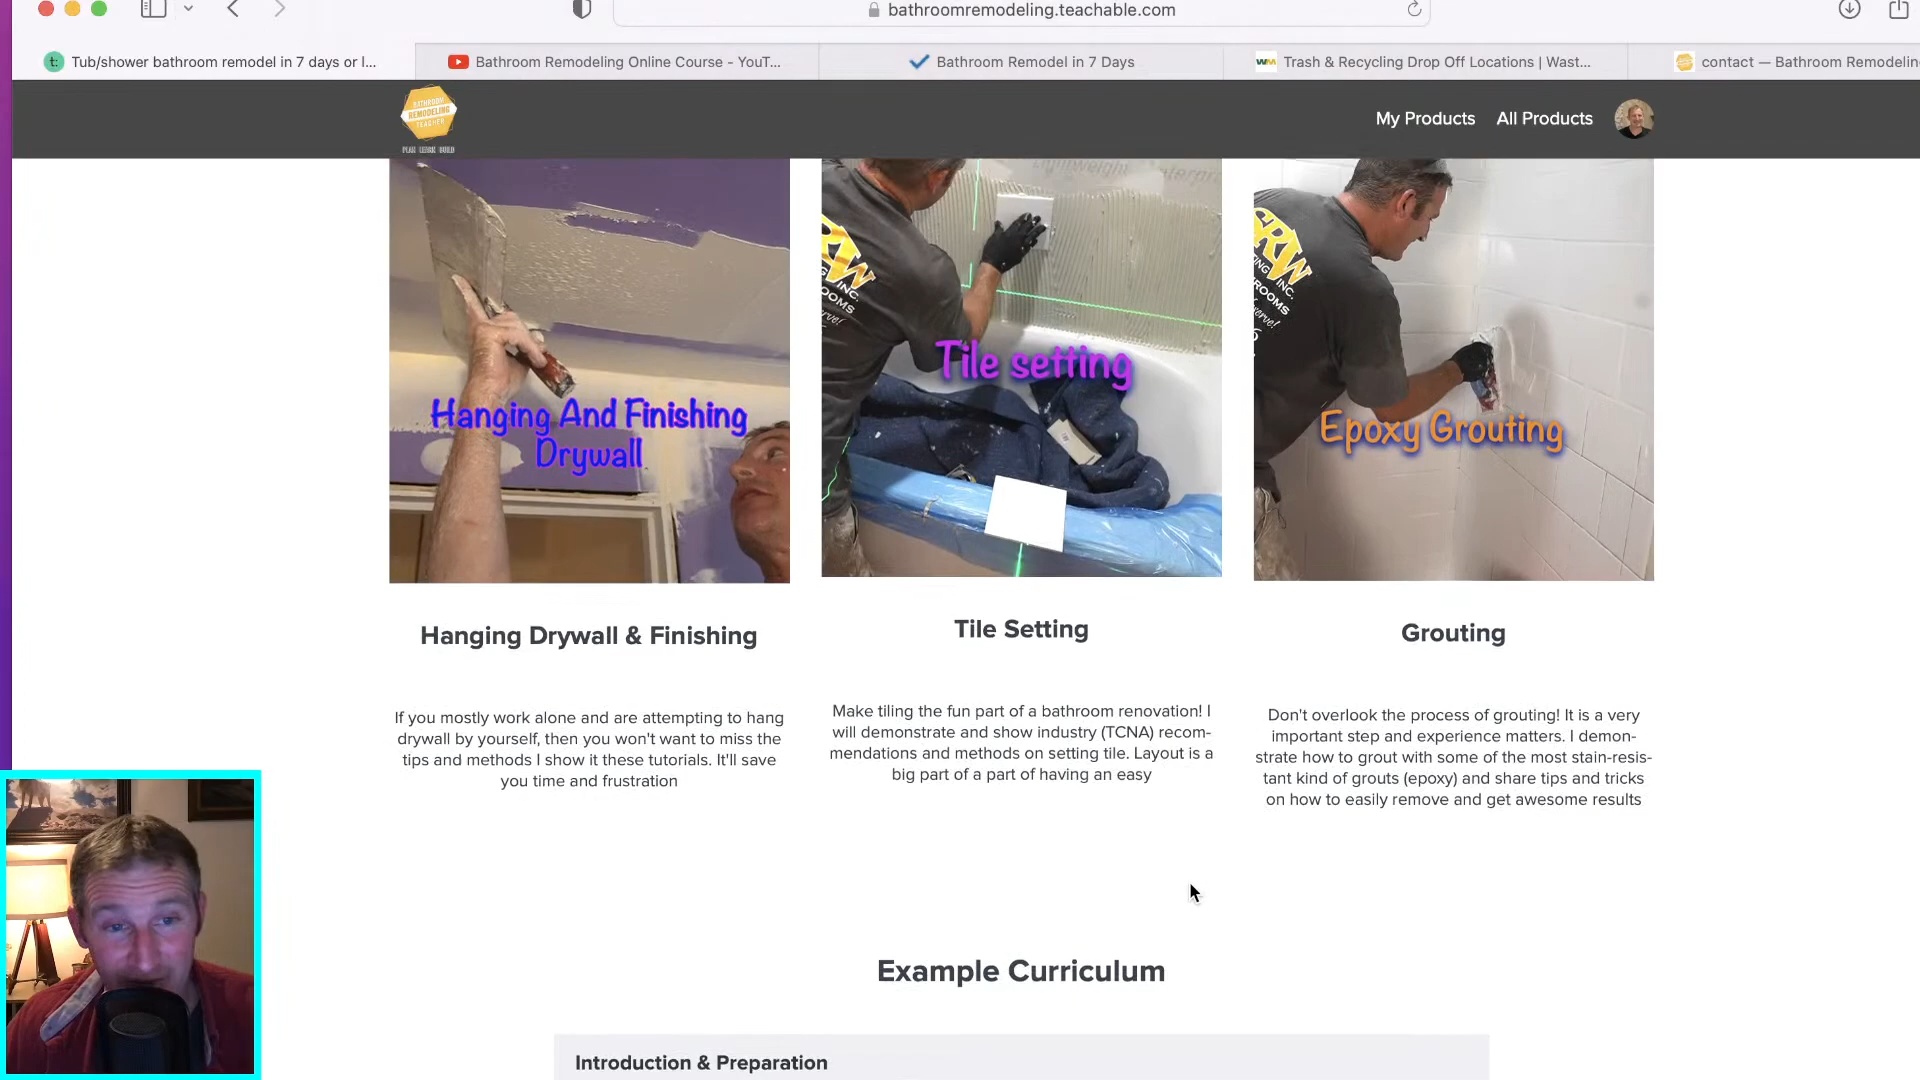 bathroomremodeling.teachable.com
t:
Tub/shower bathroom remodel in 7 days or l...
Bathroom Remodeling Online Course - YouT...
Bathroom Remodel in 7 Days
Trash & Recycling Drop Off Locations | Wast...
contact — Bathroom Remodelin
BATHROOM
REMODELING
TEACHER
PLAN LEARN BUILD
My Products
All Products
Hanging And Finishing
Drywall
Tile setting
Epoxy Grouting
Hanging Drywall & Finishing
Tile Setting
Grouting
If you mostly work alone and are attempting to hang
drywall by yourself, then you won't want to miss the
tips and methods I show it these tutorials. It'll save
you time and frustration
Make tiling the fun part of a bathroom renovation! I
will demonstrate and show industry (TCNA) recom-
mendations and methods on setting tile. Layout is a
big part of a part of having an easy
Don't overlook the process of grouting! It is a very
important step and experience matters. I demon-
strate how to grout with some of the most stain-resis-
tant kind of grouts (epoxy) and share tips and tricks
on how to easily remove and get awesome results
Example Curriculum
Introduction & Preparation